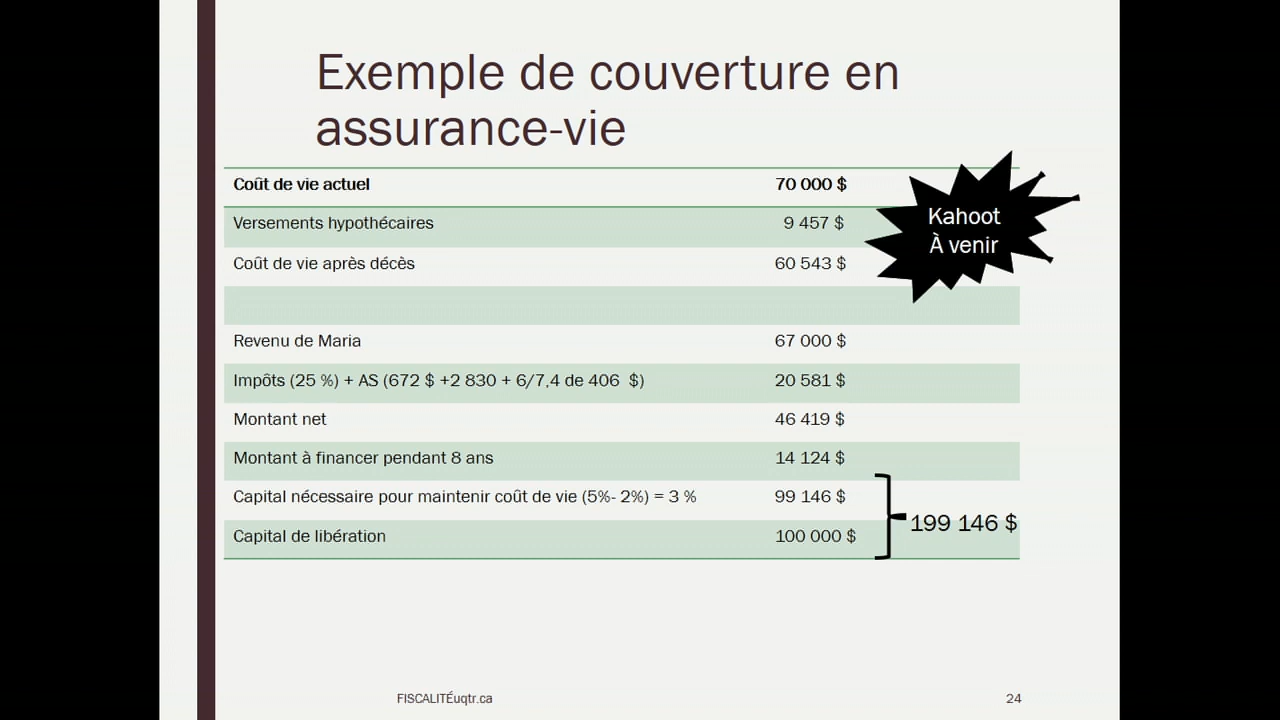 Exemple de couverture en
assurance-vie
Coût de vie actuel 70 000 $
Kahoot
À venir
Versements hypothécaires 9 457 $
Coût de vie après décès 60 543 $
Revenu de Maria 67 000 $
Impôts (25 %) + AS (672 $ +2 830 + 6/7,4 de 406 $) 20 581 $
Montant net 46 419 $
Montant à financer pendant 8 ans 14 124 $
Capital nécessaire pour maintenir coût de vie (5%- 2%) = 3 % 99 146 $
199 146 $
Capital de libération 100 000 $
FISCALITÉuqtr.ca 24